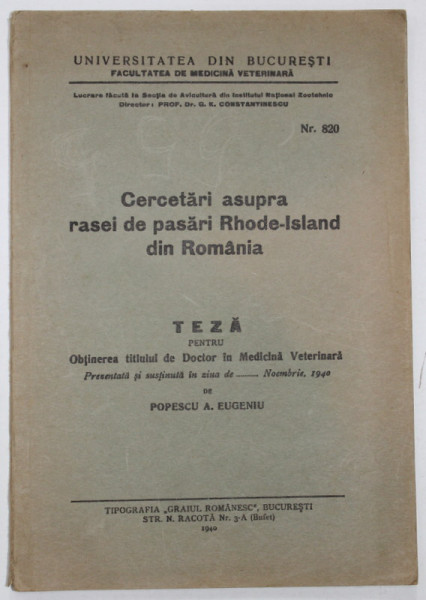 UNIVERSITATEA DIN BUCUREȘTI
FACULTATEA DE MEDICINĂ VETERINARĂ
Lucrare făcută la Secția de Avicultură din Institutul Național Zootehnic
Director: PROF. Dr. G. K. CONSTANTINESCU
Nr. 820
Cercetări asupra
rasei de pasări Rhode-Island
din România
TEZĂ
PENTRU
Obținerea titlului de Doctor în Medicină Veterinară
Prezentată și susținută în ziua de —— Noembrie, 1940
DE
POPESCU A. EUGENIU
TIPOGRAFIA „GRAIUL ROMÂNESC", BUCUREȘTI
STR. N. RACOTĂ Nr. 3-A (Bufet)
1940